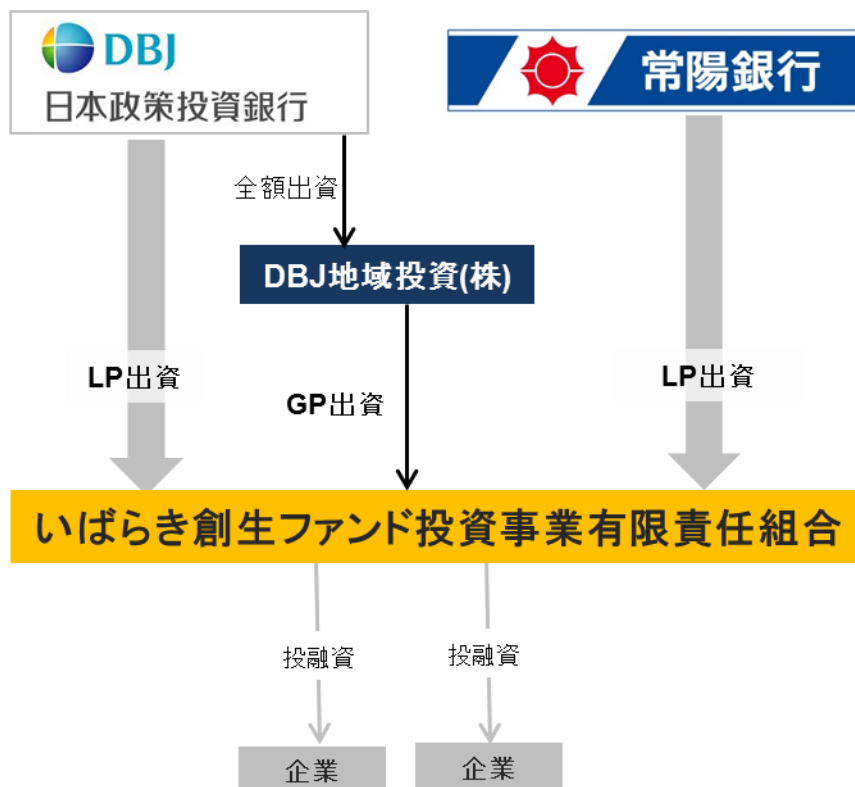 DBJ
日本政策投資銀行
常陽銀行
全額出資
DBJ地域投資(株)
LP出資
GP出資
LP出資
いばらき創生ファンド投資事業有限責任組合
投融資
投融資
企業
企業